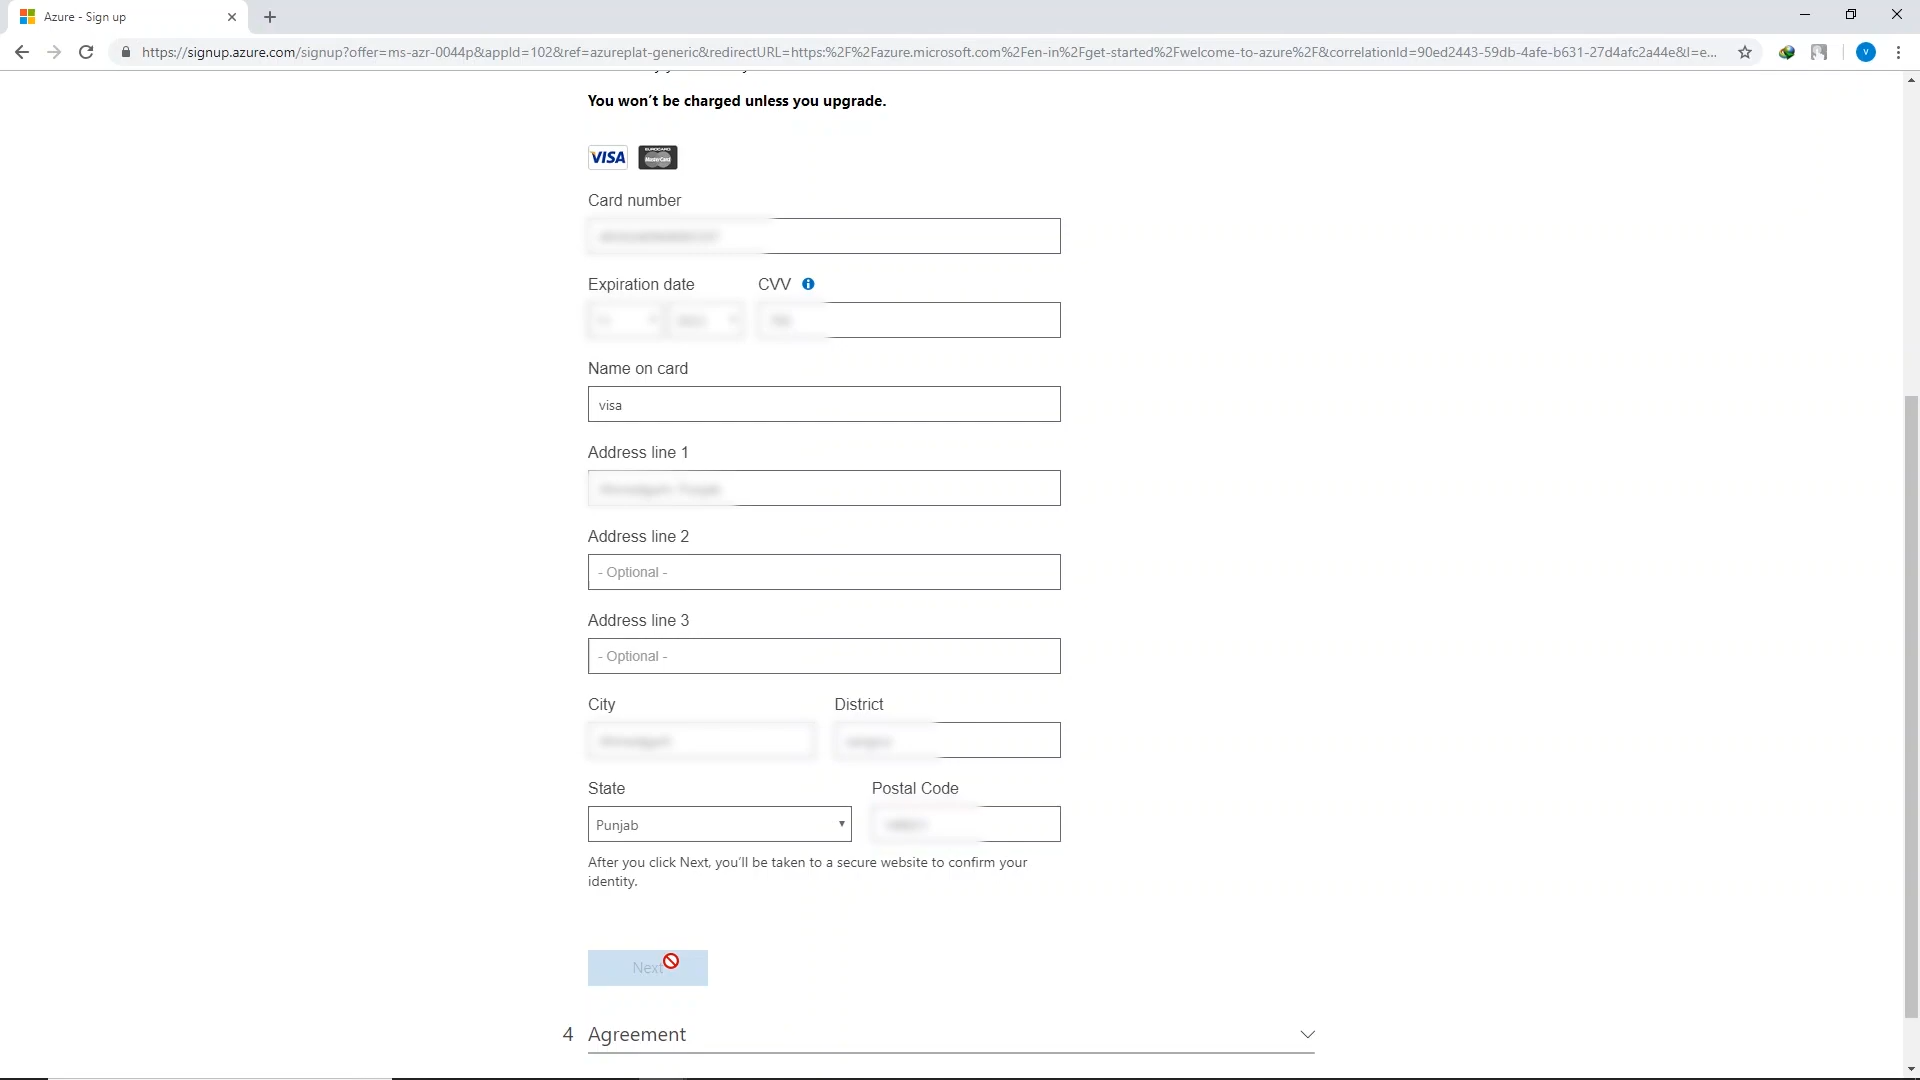 Azure - Sign up
https://signup.azure.com/signup?offer=ms-azr-0044p&appId=102&ref=azureplat-generic&redirectURL=https:%2F%2Fazure.microsoft.com%2Fen-in%2Fget-started%2Fwelcome-to-azure%2F&correlationId=90ed2443-59db-4afe-b631-27d4afc2a44e&l=e...
V
You won't be charged unless you upgrade.
VISA
MasterCard
Card number
Expiration date CVV
Name on card
visa
Address line 1
Address line 2
- Optional -
Address line 3
- Optional -
City District
State Postal Code
Punjab
After you click Next, you'll be taken to a secure website to confirm your
identity.
Next
4 Agreement